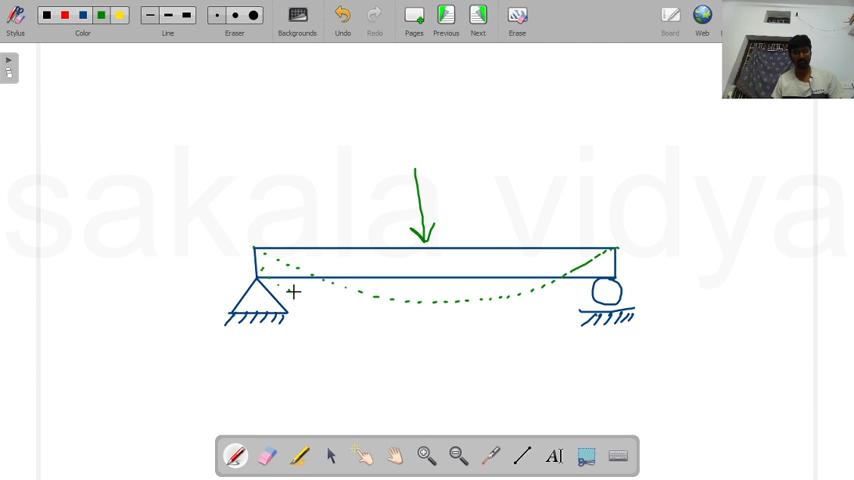 Stylus
Color
Line
Eraser
Backgrounds
Undo
Redo
Pages
Previous
Next
Erase
Board
Web
sakala vidya